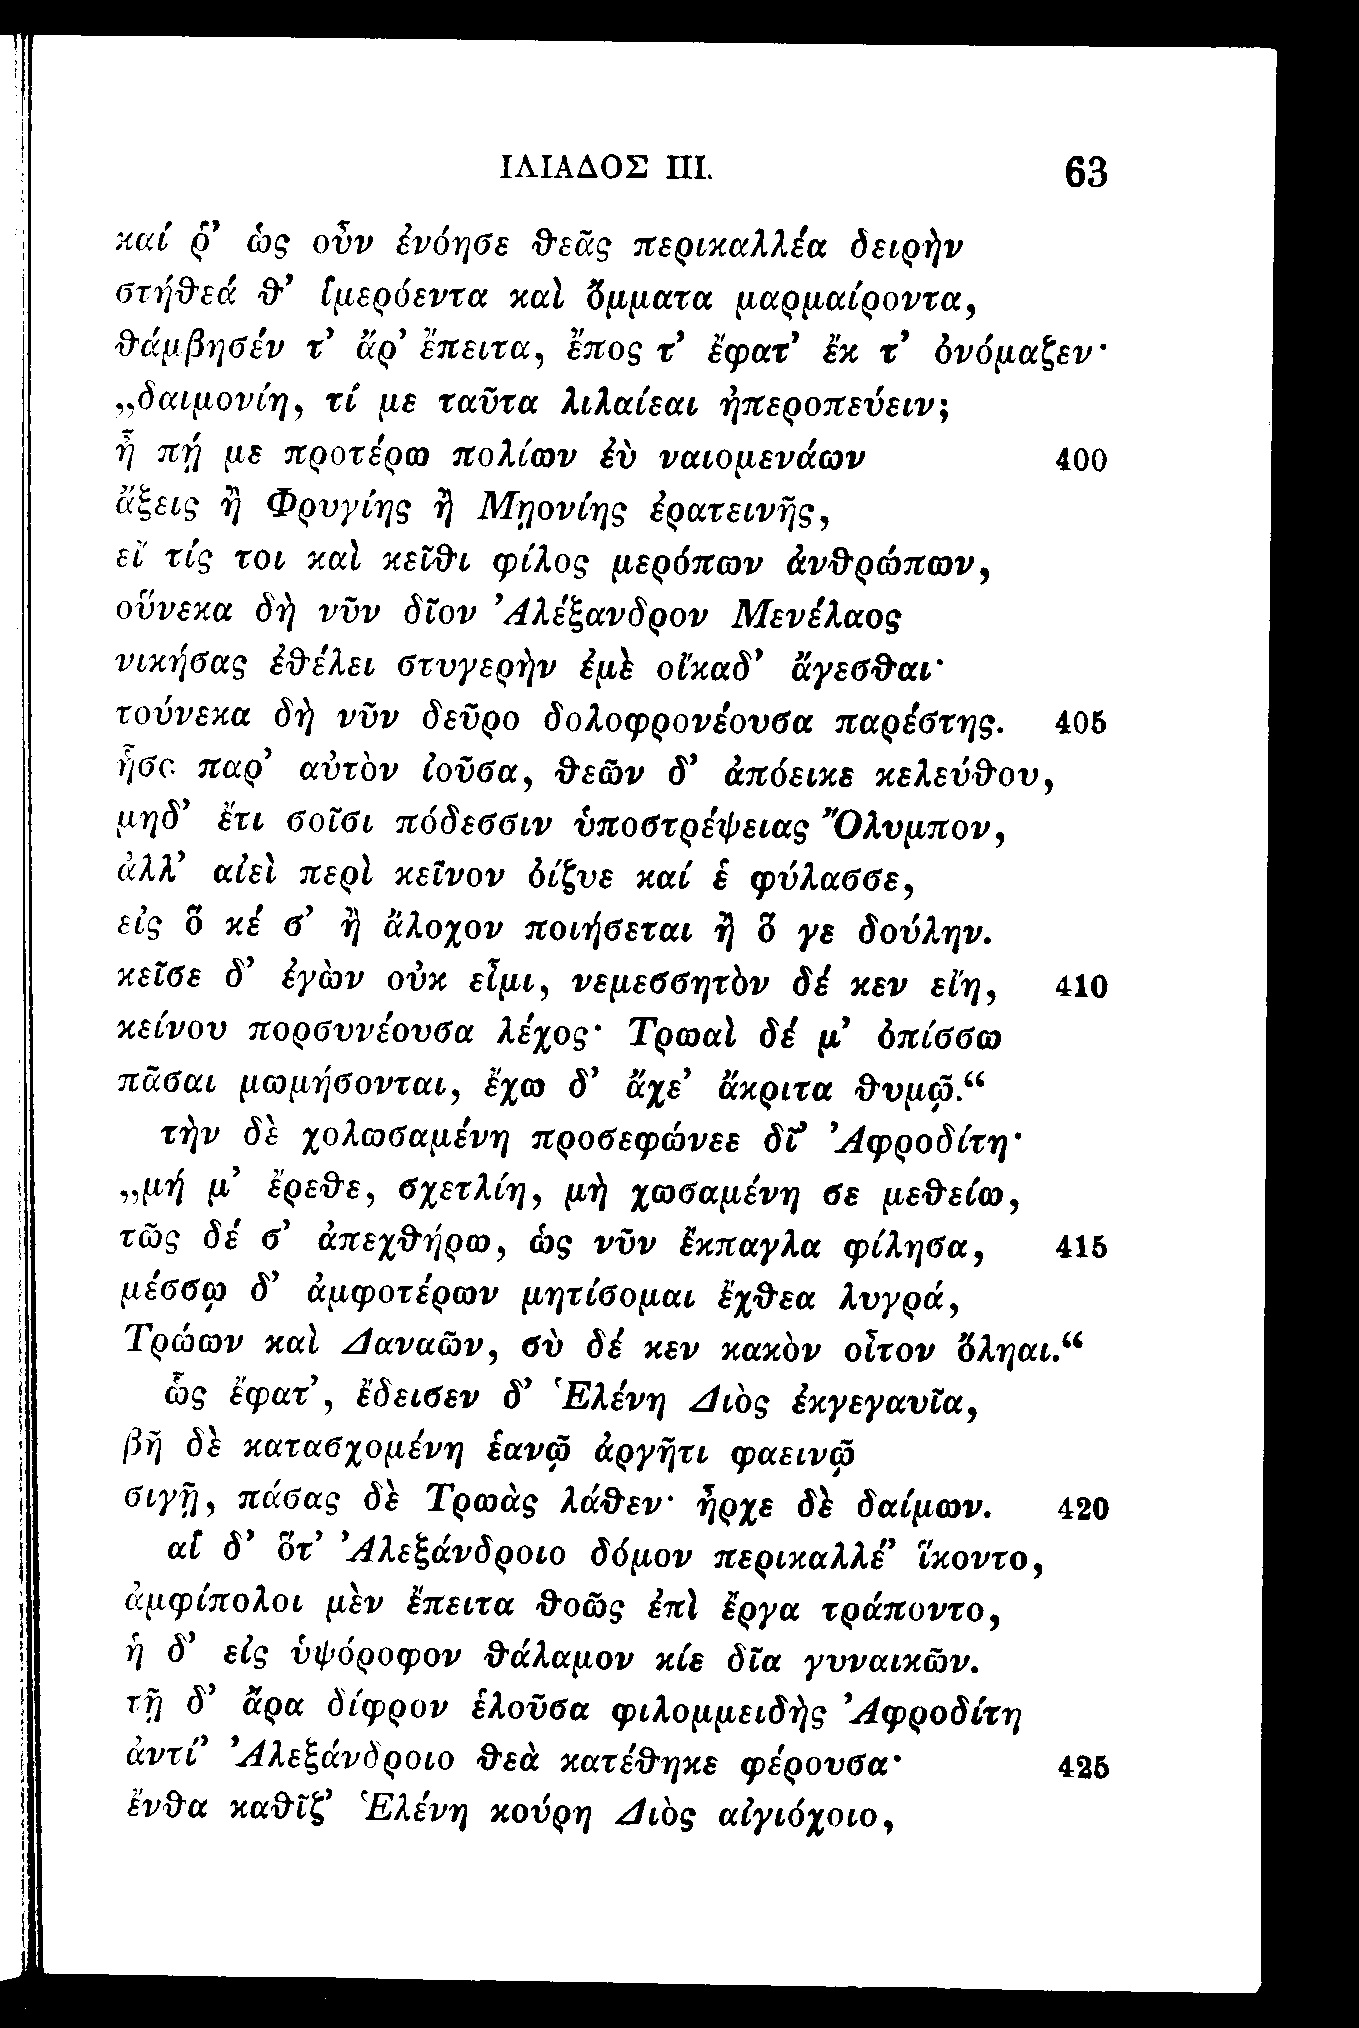 ΙΛΙΑΔΟΣ III. 63
καί ῥ’ ὡς οὖν ἐνόησε θεᾶς περικαλλέα δειρὴν
στήθεά θ’ ἱμερόεντα καὶ ὄμματα μαρμαίροντα,
θάμβησέν τ’ ἄρ’ ἔπειτα, ἔπος τ’ ἔφατ’ ἔκ τ’ ὀνόμαζεν·
„δαιμονίη, τί με ταῦτα λιλαίεαι ἠπεροπεύειν;
ἦ πῄ με προτέρω πολίων ἐὺ ναιομενάων 400
ἄξεις ἢ Φρυγίης ἢ Μῃονίης ἐρατεινῆς,
εἴ τίς τοι καὶ κεῖθι φίλος μερόπων ἀνθρώπων,
οὕνεκα δὴ νῦν δῖον Ἀλέξανδρον Μενέλαος
νικήσας ἐθέλει στυγερὴν ἐμὲ οἴκαδ’ ἄγεσθαι·
τούνεκα δὴ νῦν δεῦρο δολοφρονέουσα παρέστης. 405
ἧσο παρ’ αὐτὸν ἰοῦσα, θεῶν δ’ ἀπόεικε κελεύθου,
μηδ’ ἔτι σοῖσι πόδεσσιν ὑποστρέψειας Ὄλυμπον,
ἀλλ’ αἰεὶ περὶ κεῖνον ὀίζυε καί ἑ φύλασσε,
εἰς ὅ κέ σ’ ἢ ἄλοχον ποιήσεται ἢ ὅ γε δούλην.
κεῖσε δ’ ἐγὼν οὐκ εἶμι, νεμεσσητὸν δέ κεν εἴη, 410
κείνου πορσυνέουσα λέχος· Τρωαὶ δέ μ’ ὀπίσσω
πᾶσαι μωμήσονται, ἔχω δ’ ἄχε’ ἄκριτα θυμῷ.“
τὴν δὲ χολωσαμένη προσεφώνεε δῖ’ Ἀφροδίτη·
„μή μ’ ἔρεθε, σχετλίη, μὴ χωσαμένη σε μεθείω,
τῶς δέ σ’ ἀπεχθήρω, ὡς νῦν ἔκπαγλα φίλησα, 415
μέσσῳ δ’ ἀμφοτέρων μητίσομαι ἔχθεα λυγρά,
Τρώων καὶ Δαναῶν, σὺ δέ κεν κακὸν οἶτον ὄληαι.“
ὣς ἔφατ’, ἔδεισεν δ’ Ἑλένη Διὸς ἐκγεγαυῖα,
βῆ δὲ κατασχομένη ἑανῷ ἀργῆτι φαεινῷ
σιγῇ, πάσας δὲ Τρωὰς λάθεν· ἦρχε δὲ δαίμων. 420
αἳ δ’ ὅτ’ Ἀλεξάνδροιο δόμον περικαλλέ’ ἵκοντο,
ἀμφίπολοι μὲν ἔπειτα θοῶς ἐπὶ ἔργα τράποντο,
ἡ δ’ εἰς ὑψόροφον θάλαμον κίε δῖα γυναικῶν.
τῇ δ’ ἄρα δίφρον ἑλοῦσα φιλομμειδὴς Ἀφροδίτη
ἀντί’ Ἀλεξάνδροιο θεὰ κατέθηκε φέρουσα· 425
ἔνθα καθῖζ’ Ἑλένη κούρη Διὸς αἰγιόχοιο,